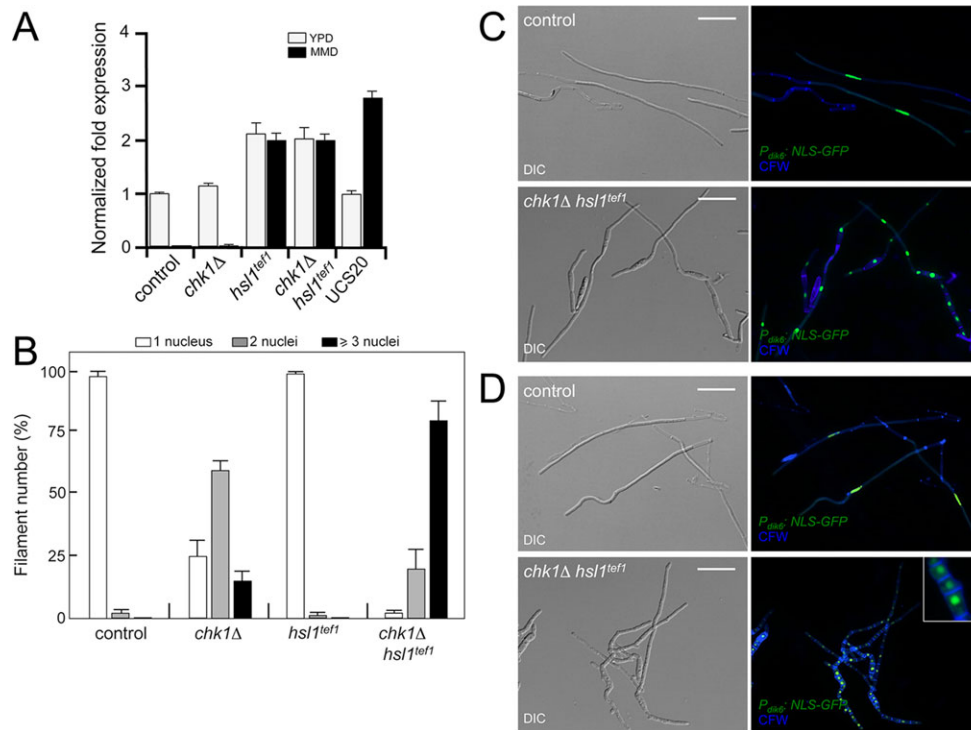 A
YPD
MMD
Normalized fold expression
4
3
2
1
0
control
chk1Δ
hsl1tef1
chk1Δ
hsl1tef1
UCS20
B
1 nucleus
2 nuclei
≥ 3 nuclei
Filament number (%)
100
75
50
25
0
control
chk1Δ
hsl1tef1
chk1Δ
hsl1tef1
C
control
DIC
Pdik6: NLS-GFP
CFW
chk1Δ hsl1tef1
DIC
Pdik6: NLS-GFP
CFW
D
control
DIC
Pdik6: NLS-GFP
CFW
chk1Δ hsl1tef1
DIC
Pdik6: NLS-GFP
CFW